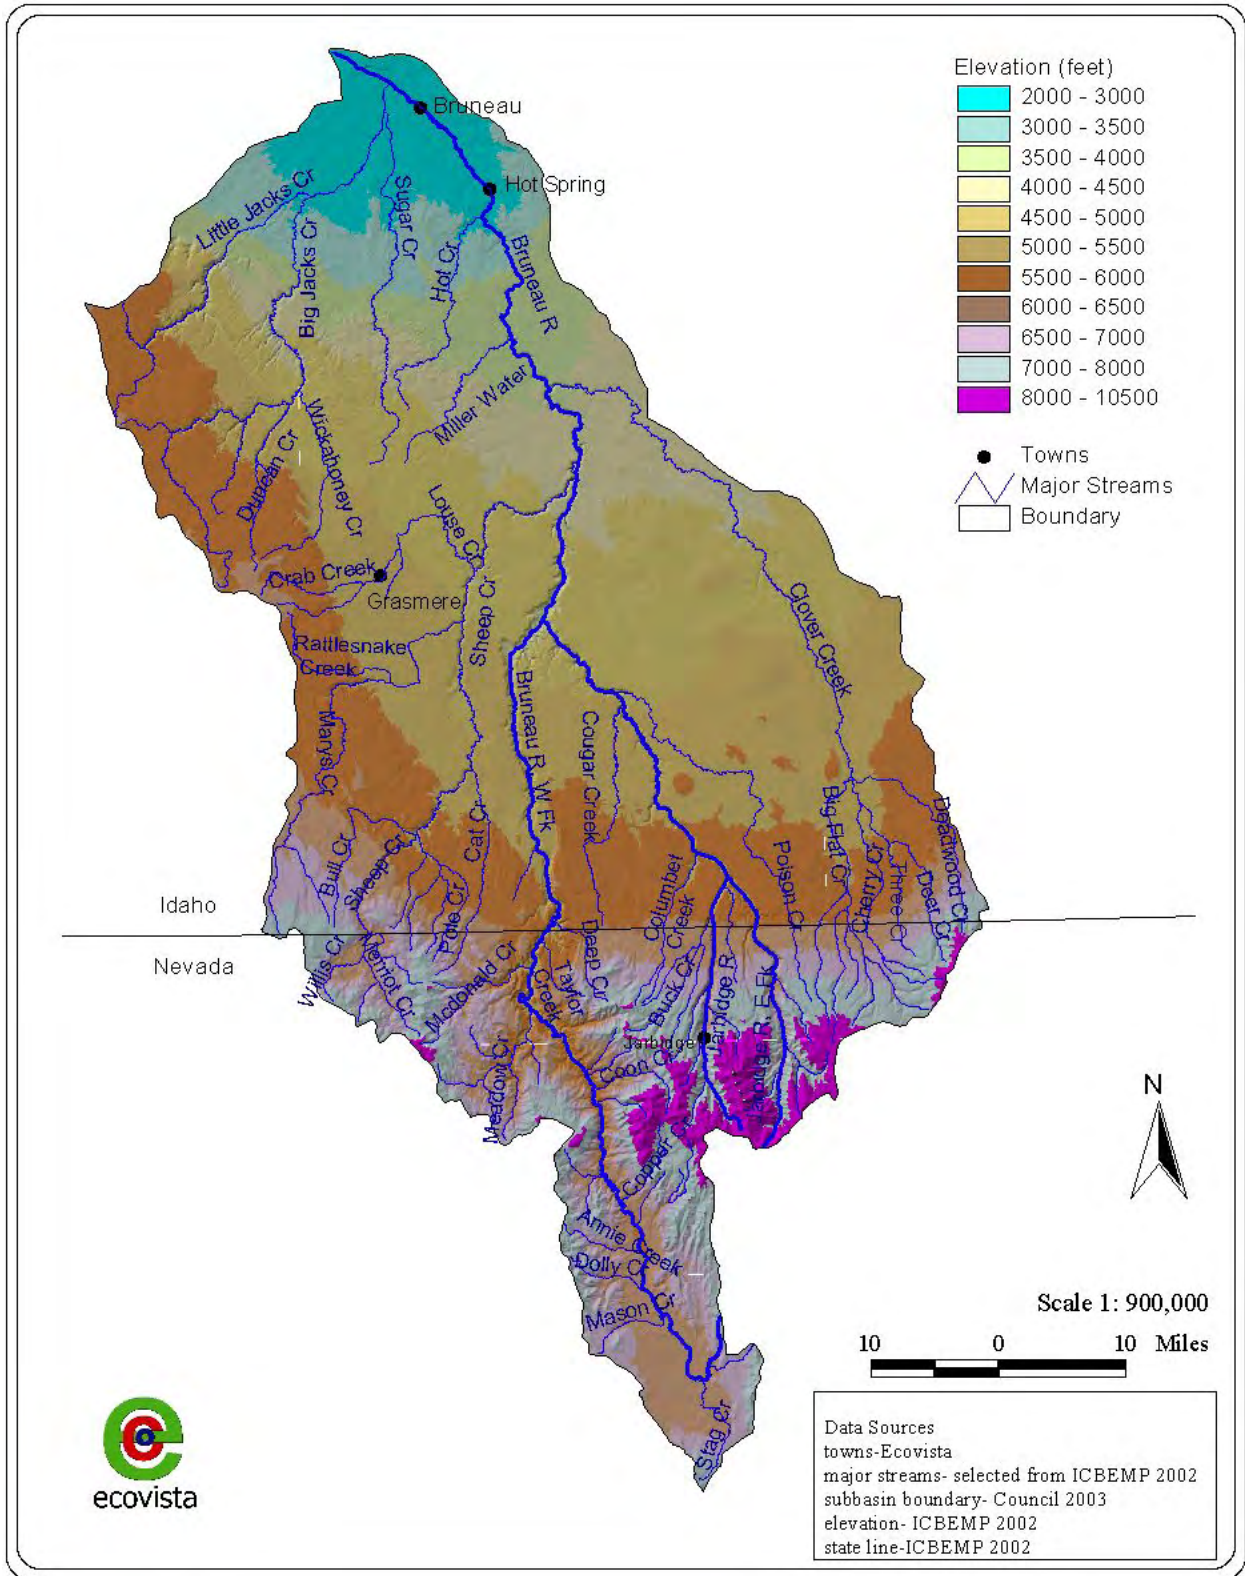 Elevation (feet)
2000 - 3000
3000 - 3500
3500 - 4000
4000 - 4500
4500 - 5000
5000 - 5500
5500 - 6000
6000 - 6500
6500 - 7000
7000 - 8000
8000 - 10500
Towns
Major Streams
Boundary
Bruneau
Hot Spring
Little Jacks Cr
Big Jacks Cr
Sugar Cr
Hot Cr
Bruneau R
Miller Water
Wickahoney Cr
Duncan Cr
Louse Cr
Crab Creek
Grasmere
Sheep Cr
Clover Creek
Rattlesnake
Creek
Marys Cr
Bruneau R. W Fk
Cougar Creek
Cat Cr
Bull Cr
Sheep Cr
Pole Cr
Columbet
Creek
Poison Cr
Big Flat Cr
Cherry Cr
Three C
Deer Cr
Deadwood Cr
Idaho
Nevada
Willis Cr
Merriot Cr
Mcdonald Cr
Taylor
Creek
Deep Cr
Buck Cr
Jarbidge R
Jarbidge R. E Fk
Jarbidge
Coon Cr
Meadow Cr
Copper Cr
Annie Creek
Dolly Cr
Mason Cr
Stag Cr
N
Scale 1: 900,000
10 0 10 Miles
Data Sources
towns-Ecovista
major streams- selected from ICBEMP 2002
subbasin boundary- Council 2003
elevation- ICBEMP 2002
state line-ICBEMP 2002
ecovista